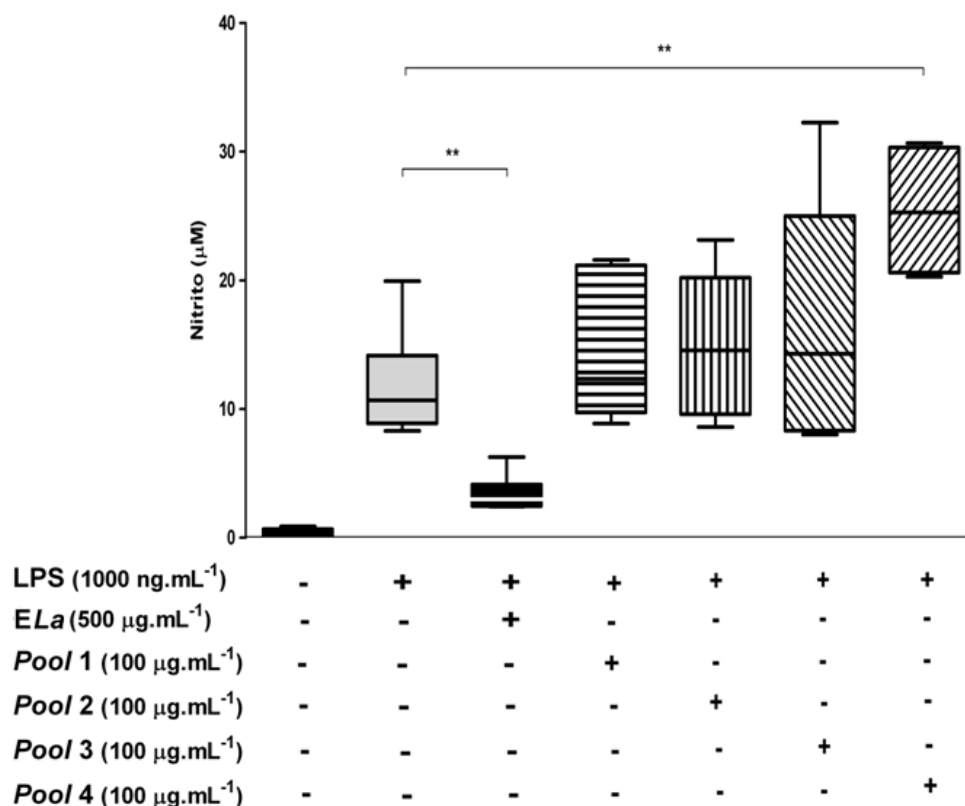 40
**
30
**
20
10
0
Nitrito (μM)
LPS (1000 ng.mL⁻¹) - + + + + + +
ELa (500 μg.mL⁻¹) - - + - - - -
Pool 1 (100 μg.mL⁻¹) - - - + - - -
Pool 2 (100 μg.mL⁻¹) - - - - + - -
Pool 3 (100 μg.mL⁻¹) - - - - - + -
Pool 4 (100 μg.mL⁻¹) - - - - - - +